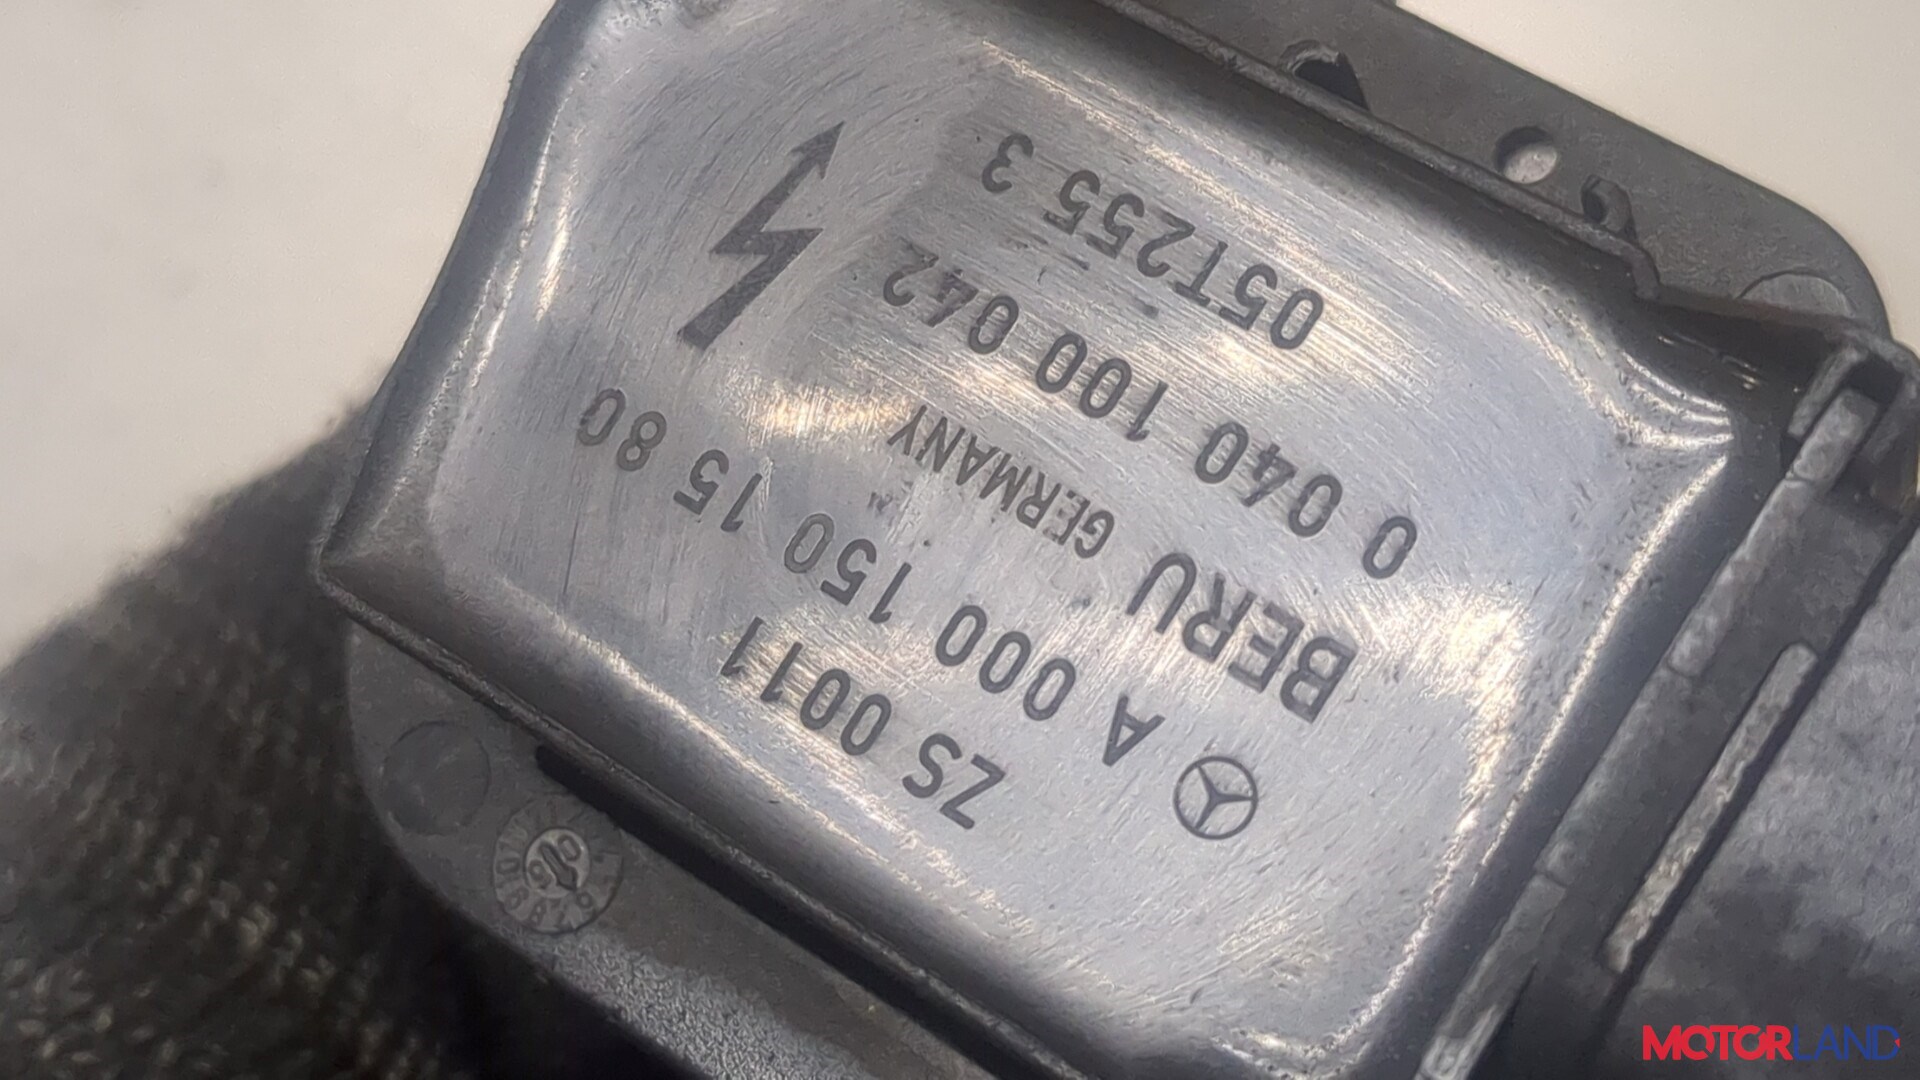 ZS 0011
A 000 150 15 80
BERU GERMANY
0 040 100 042
05T255 3
MOTORLAND